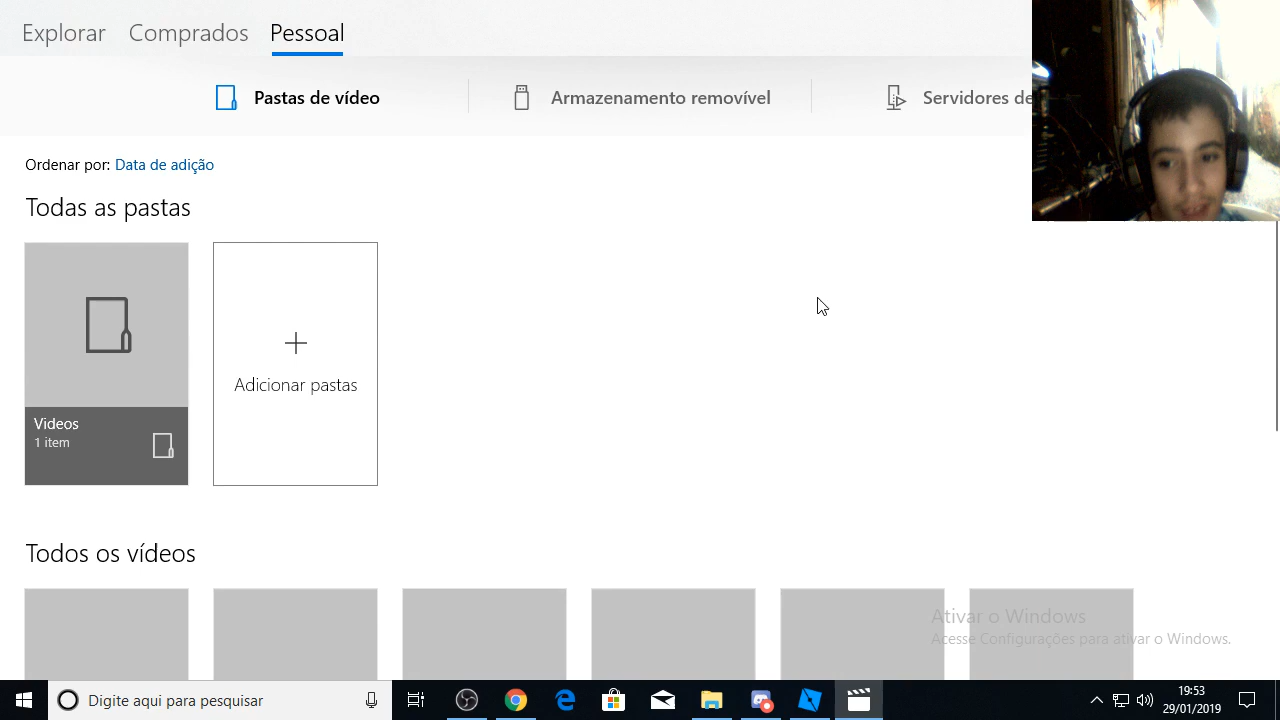 Explorar Comprados Pessoal
Pastas de vídeo Armazenamento removível Servidores de
Ordenar por: Data de adição
Todas as pastas
Adicionar pastas
Videos
1 item
Todos os vídeos
Ativar o Windows
Acesse Configurações para ativar o Windows.
Digite aqui para pesquisar
19:53
29/01/2019